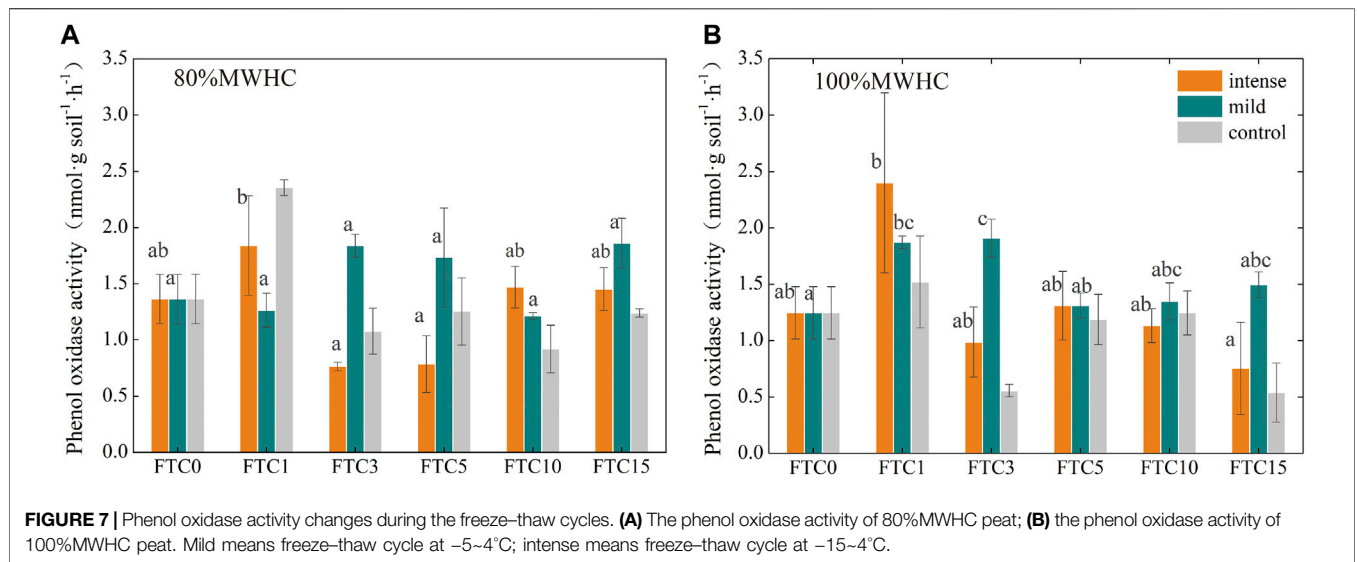 A
B
3.5
3.0
2.5
2.0
1.5
1.0
0.5
0.0
Phenol oxidase activity (nmol·g soil⁻¹·h⁻¹)
80%MWHC
ab
a
b
a
a
a
a
a
ab
a
ab
a
FTC0 FTC1 FTC3 FTC5 FTC10 FTC15
3.5
3.0
2.5
2.0
1.5
1.0
0.5
0.0
Phenol oxidase activity (nmol·g soil⁻¹·h⁻¹)
100%MWHC
intense
mild
control
ab
a
b
bc
ab
c
ab
ab
ab
abc
a
abc
FTC0 FTC1 FTC3 FTC5 FTC10 FTC15
FIGURE 7 | Phenol oxidase activity changes during the freeze–thaw cycles. (A) The phenol oxidase activity of 80%MWHC peat; (B) the phenol oxidase activity of
100%MWHC peat. Mild means freeze–thaw cycle at −5~4°C; intense means freeze–thaw cycle at −15~4°C.